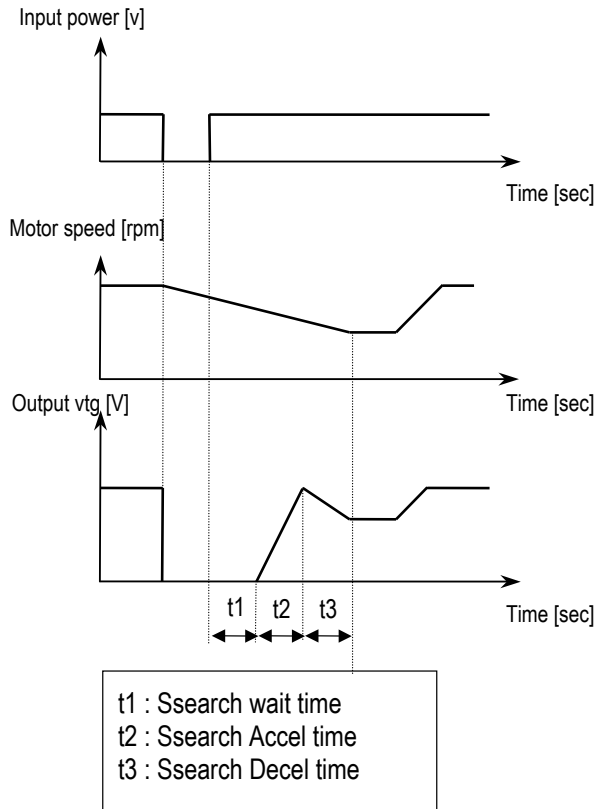 Input power [v]
Time [sec]
Motor speed [rpm]
Time [sec]
Output vtg [V]
t1 t2 t3
Time [sec]
t1 : Ssearch wait time
t2 : Ssearch Accel time
t3 : Ssearch Decel time